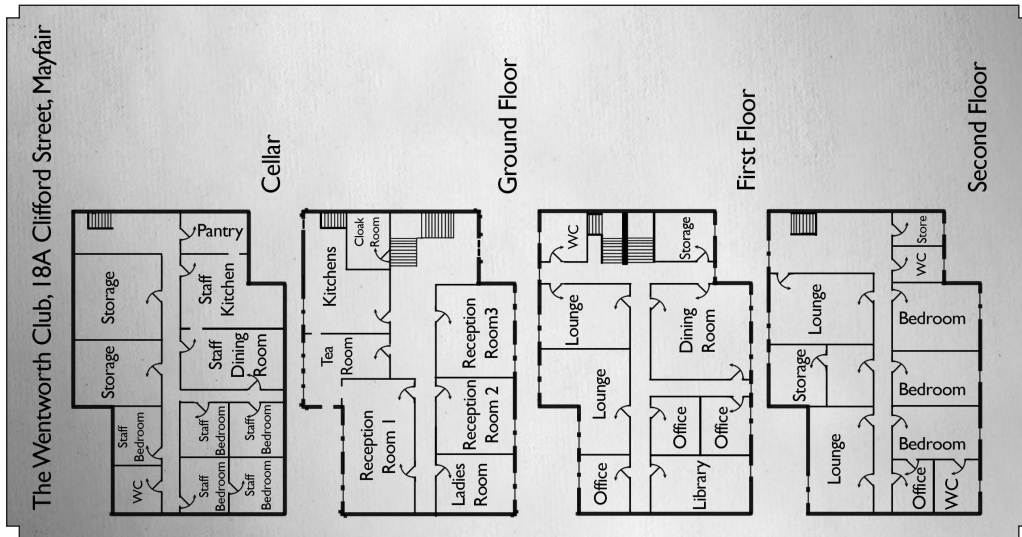 The Wentworth Club, 18A Clifford Street, Mayfair
Cellar
Storage
Storage
Staff
Bedroom
WC
Pantry
Staff
Kitchen
Staff
Dining
Room
Staff
Bedroom
Staff
Bedroom
Staff
Bedroom
Staff
Bedroom
Ground Floor
Kitchens
Cloak
Room
Tea
Room
Reception
Room 1
Reception
Room3
Reception
Room 2
Ladies
Room
First Floor
WC
Storage
Lounge
Lounge
Office
Dining
Room
Office
Office
Library
Second Floor
Lounge
Storage
Lounge
Store
WC
Bedroom
Bedroom
Bedroom
Office
WC